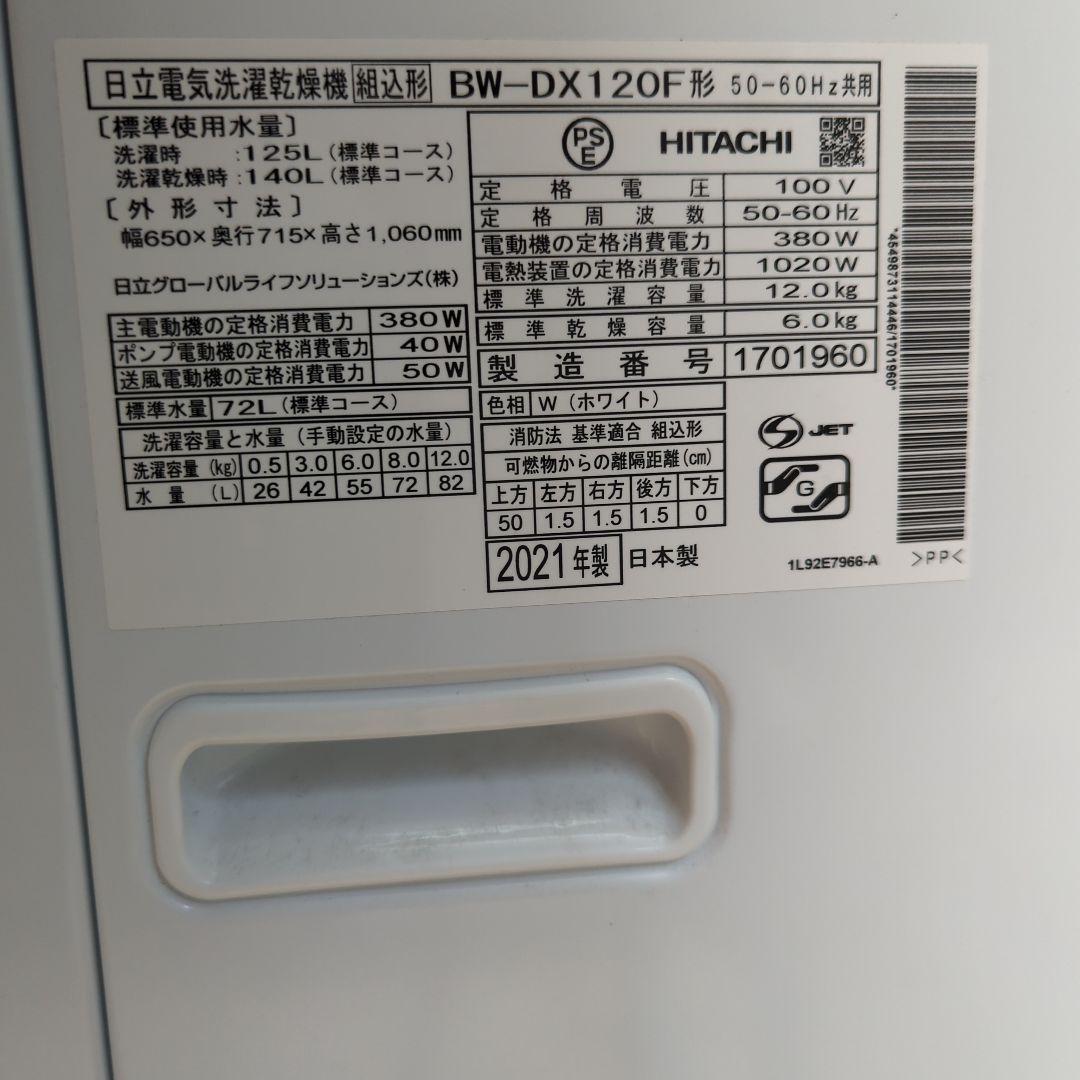 日立電気洗濯乾燥機 組込形 BW-DX120F形 50-60Hz共用
〔標準使用水量〕
洗濯時 :125L(標準コース)
洗濯乾燥時:140L(標準コース)
〔外形寸法〕
幅650×奥行715×高さ1,060mm
日立グローバルライフソリューションズ(株)
主電動機の定格消費電力 380W
ポンプ電動機の定格消費電力 40W
送風電動機の定格消費電力 50W
標準水量 72L(標準コース)
洗濯容量と水量(手動設定の水量)
洗濯容量(kg) 0.5 3.0 6.0 8.0 12.0
水量(L) 26 42 55 72 82
PSE HITACHI
定格電圧 100V
定格周波数 50-60Hz
電動機の定格消費電力 380W
電熱装置の定格消費電力 1020W
標準洗濯容量 12.0kg
標準乾燥容量 6.0kg
製造番号 1701960
色相 W(ホワイト)
消防法 基準適合 組込形
可燃物からの離隔距離(cm)
上方 左方 右方 後方 下方
50 1.5 1.5 1.5 0
2021年製 日本製
S JET
G
1L92E7966-A
>PP<
*4549873114446/1701960*